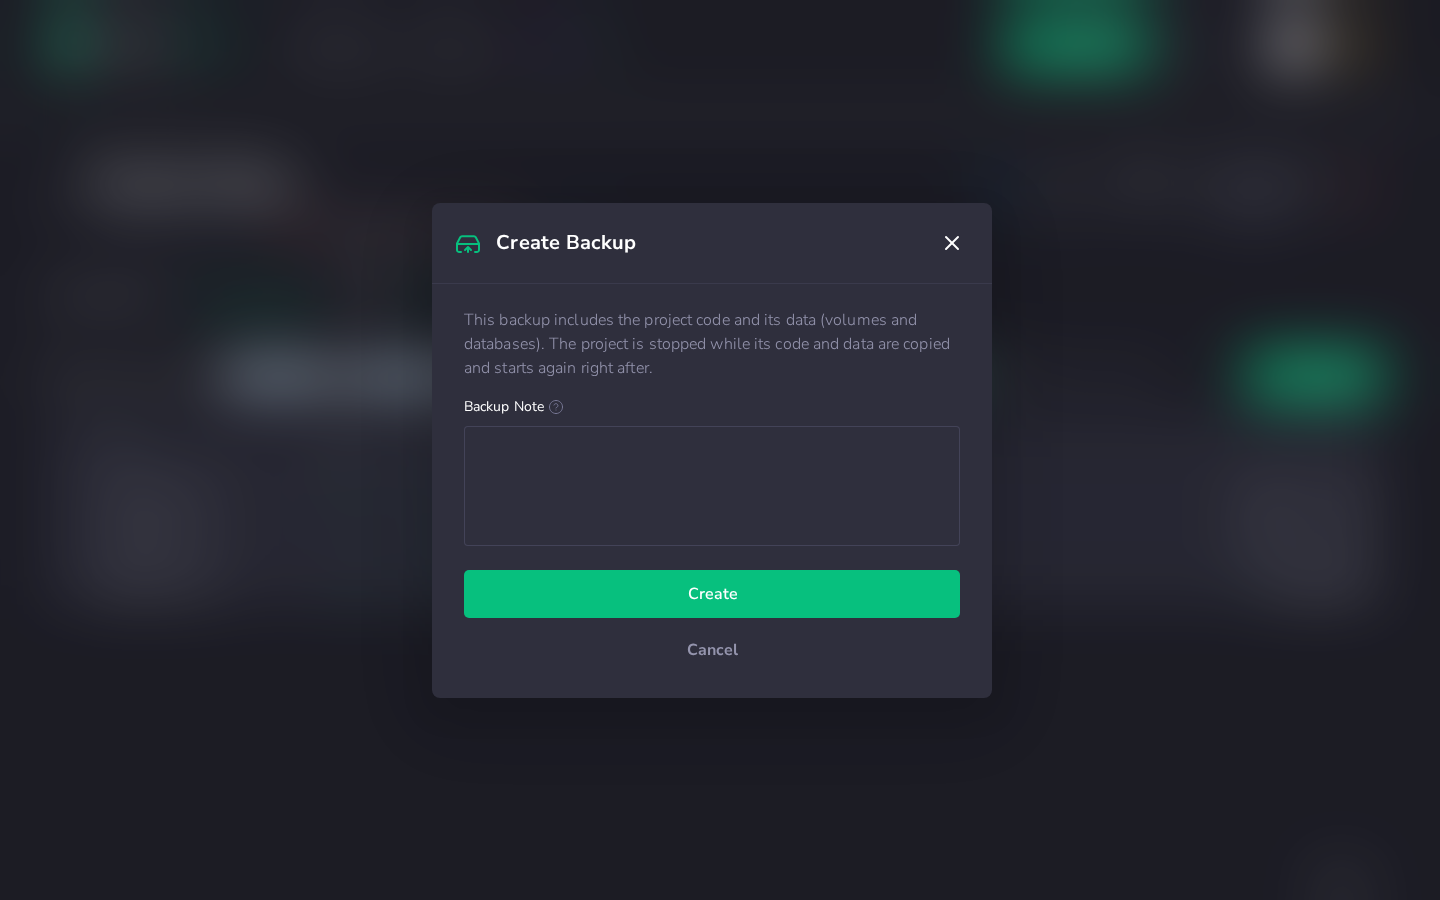 Create Backup
This backup includes the project code and its data (volumes and
databases). The project is stopped while its code and data are copied
and starts again right after.
Backup Note ?
Create
Cancel